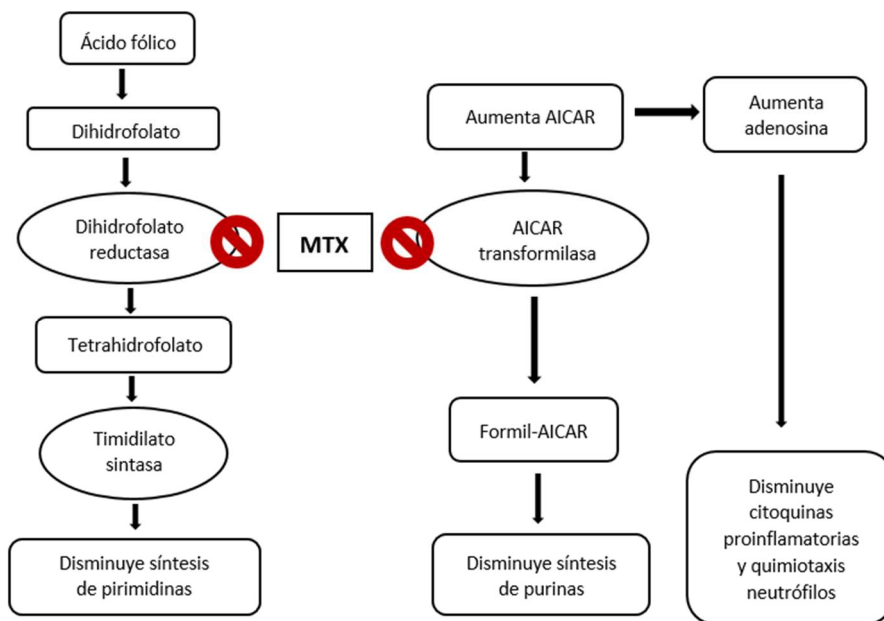 Ácido fólico
Dihidrofolato
Dihidrofolato
reductasa
Tetrahidrofolato
Timidilato
sintasa
Disminuye síntesis
de pirimidinas
MTX
Aumenta AICAR
AICAR
transformilasa
Formil-AICAR
Disminuye síntesis
de purinas
Aumenta
adenosina
Disminuye
citoquinas
proinflamatorias
y quimiotaxis
neutrófilos